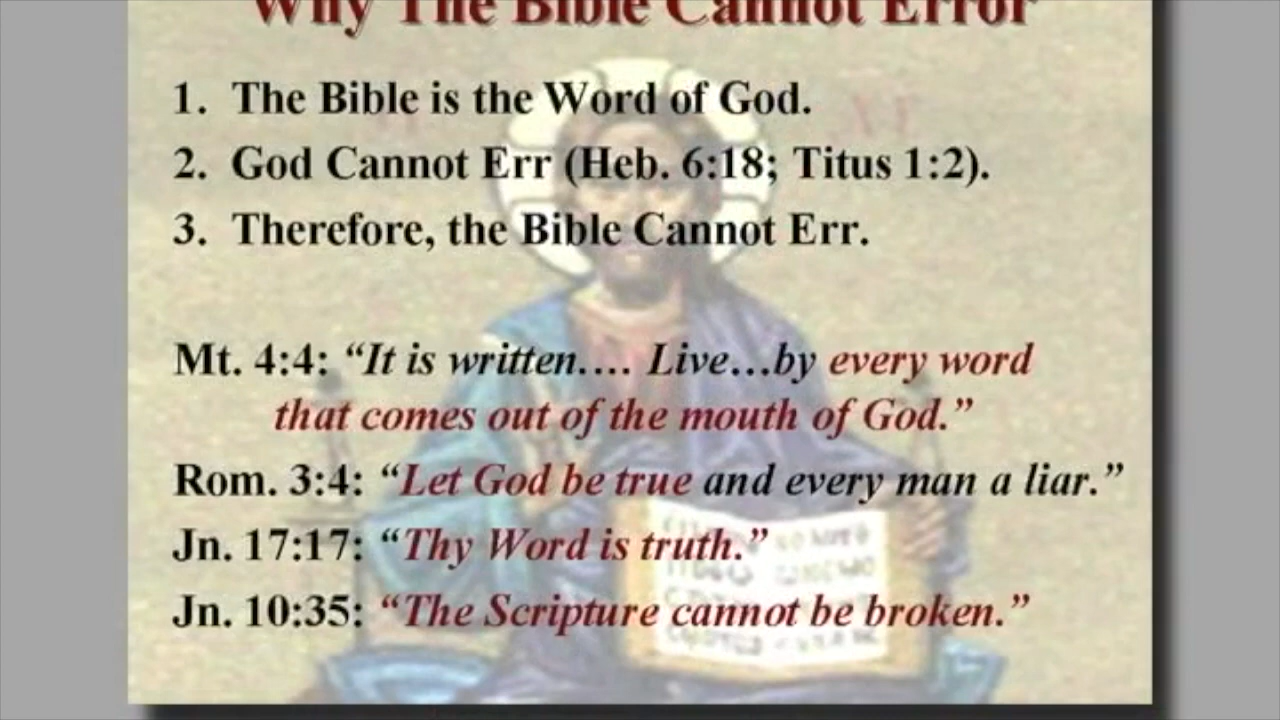 Why The Bible Cannot Error
1. The Bible is the Word of God.
2. God Cannot Err (Heb. 6:18; Titus 1:2).
3. Therefore, the Bible Cannot Err.
Mt. 4:4: “It is written…. Live…by every word
that comes out of the mouth of God.”
Rom. 3:4: “Let God be true and every man a liar.”
Jn. 17:17: “Thy Word is truth.”
Jn. 10:35: “The Scripture cannot be broken.”